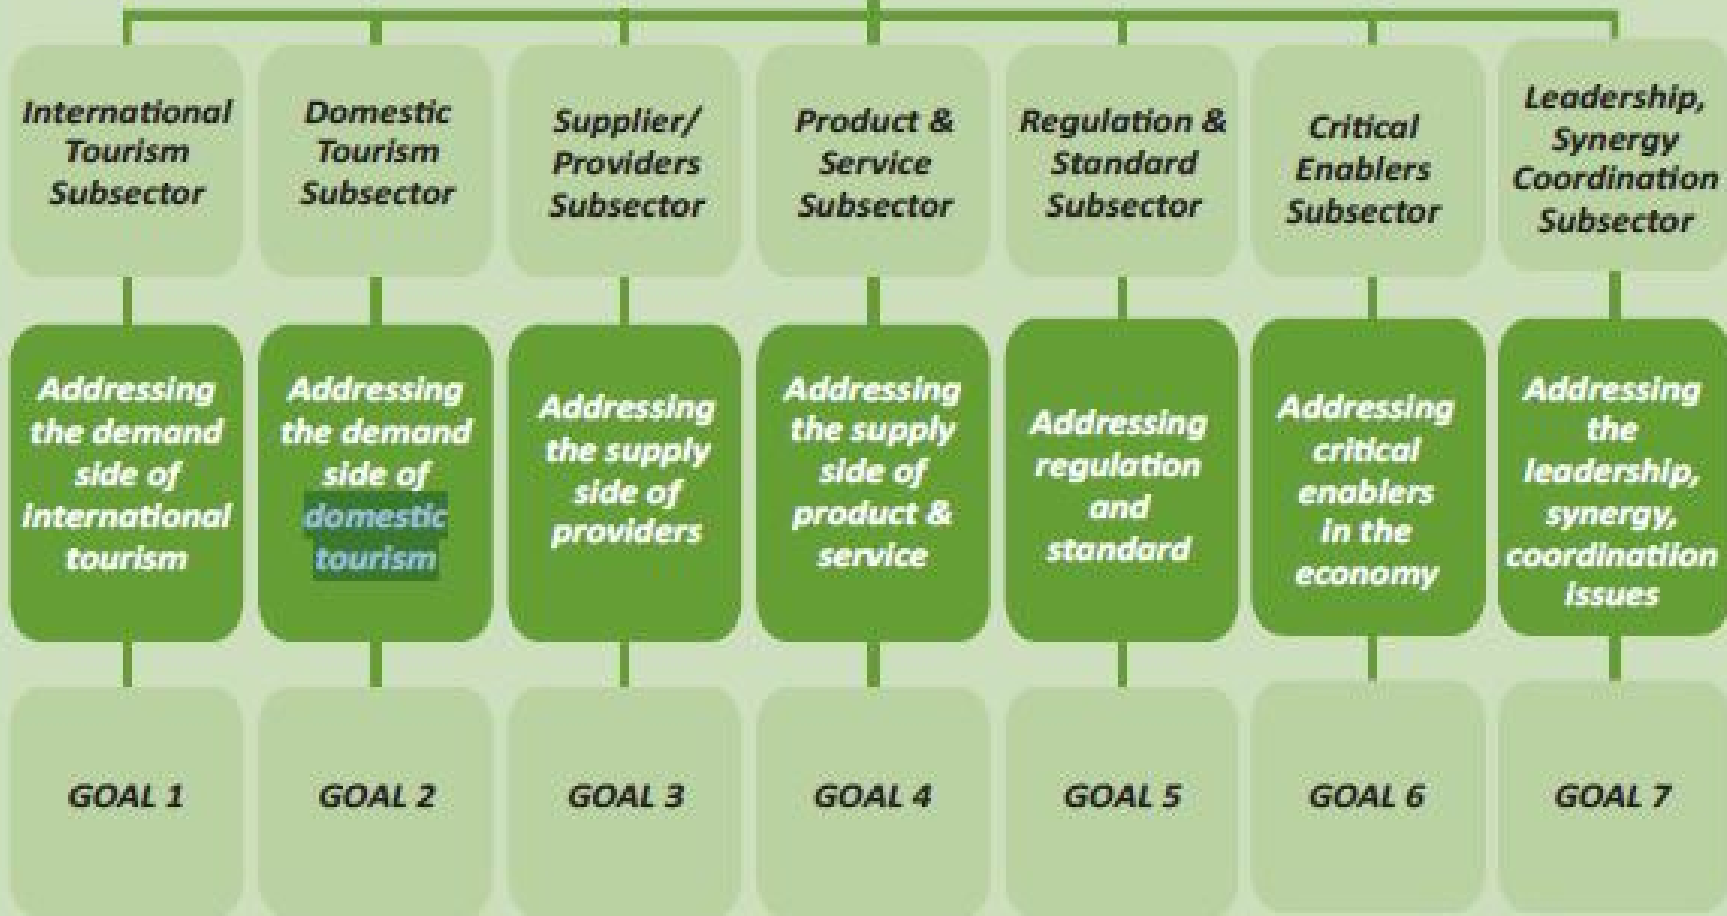 International
Tourism
Subsector
Domestic
Tourism
Subsector
Supplier/
Providers
Subsector
Product &
Service
Subsector
Regulation &
Standard
Subsector
Critical
Enablers
Subsector
Leadership,
Synergy
Coordination
Subsector
Addressing
the demand
side of
international
tourism
Addressing
the demand
side of
domestic
tourism
Addressing
the supply
side of
providers
Addressing
the supply
side of
product &
service
Addressing
regulation
and
standard
Addressing
critical
enablers
in the
economy
Addressing
the
leadership,
synergy,
coordinatiion
issues
GOAL 1
GOAL 2
GOAL 3
GOAL 4
GOAL 5
GOAL 6
GOAL 7